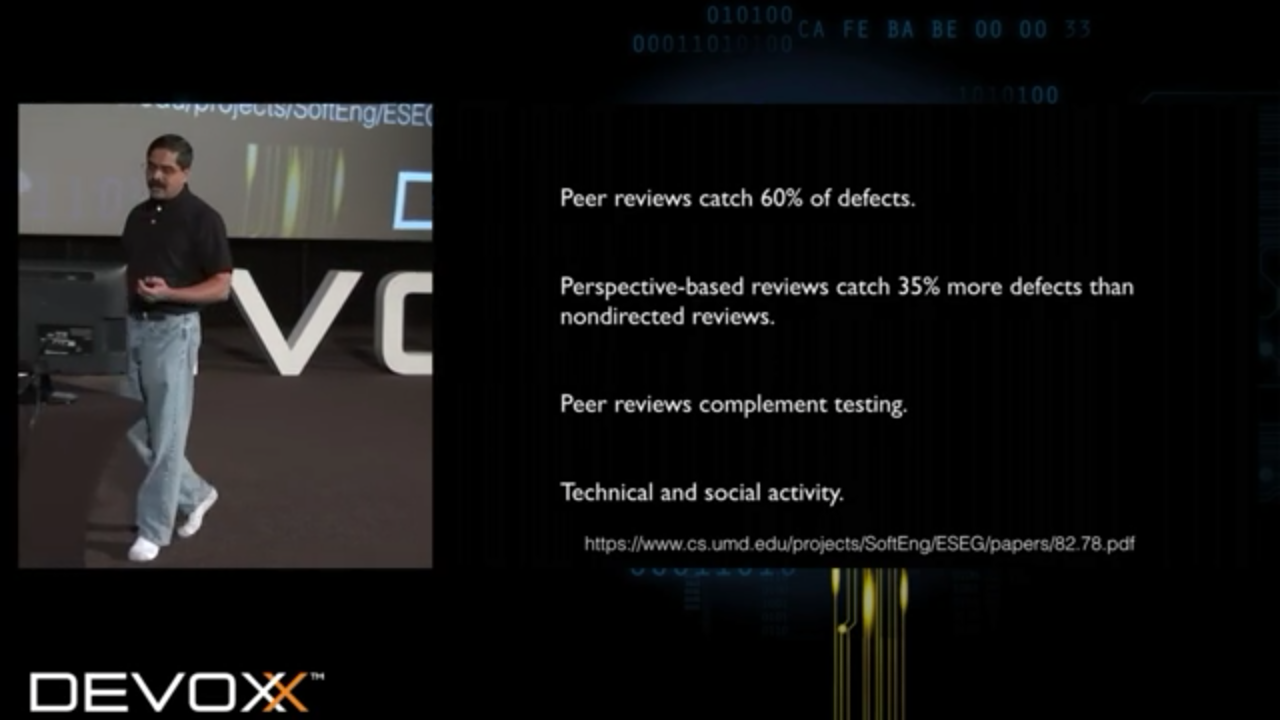 010100
00011010100 CA FE BA BE 00 00 33
1010100
du/projects/SoftEng/ESEG
VO
Peer reviews catch 60% of defects.
Perspective-based reviews catch 35% more defects than
nondirected reviews.
Peer reviews complement testing.
Technical and social activity.
https://www.cs.umd.edu/projects/SoftEng/ESEG/papers/82.78.pdf
DEVOXX™